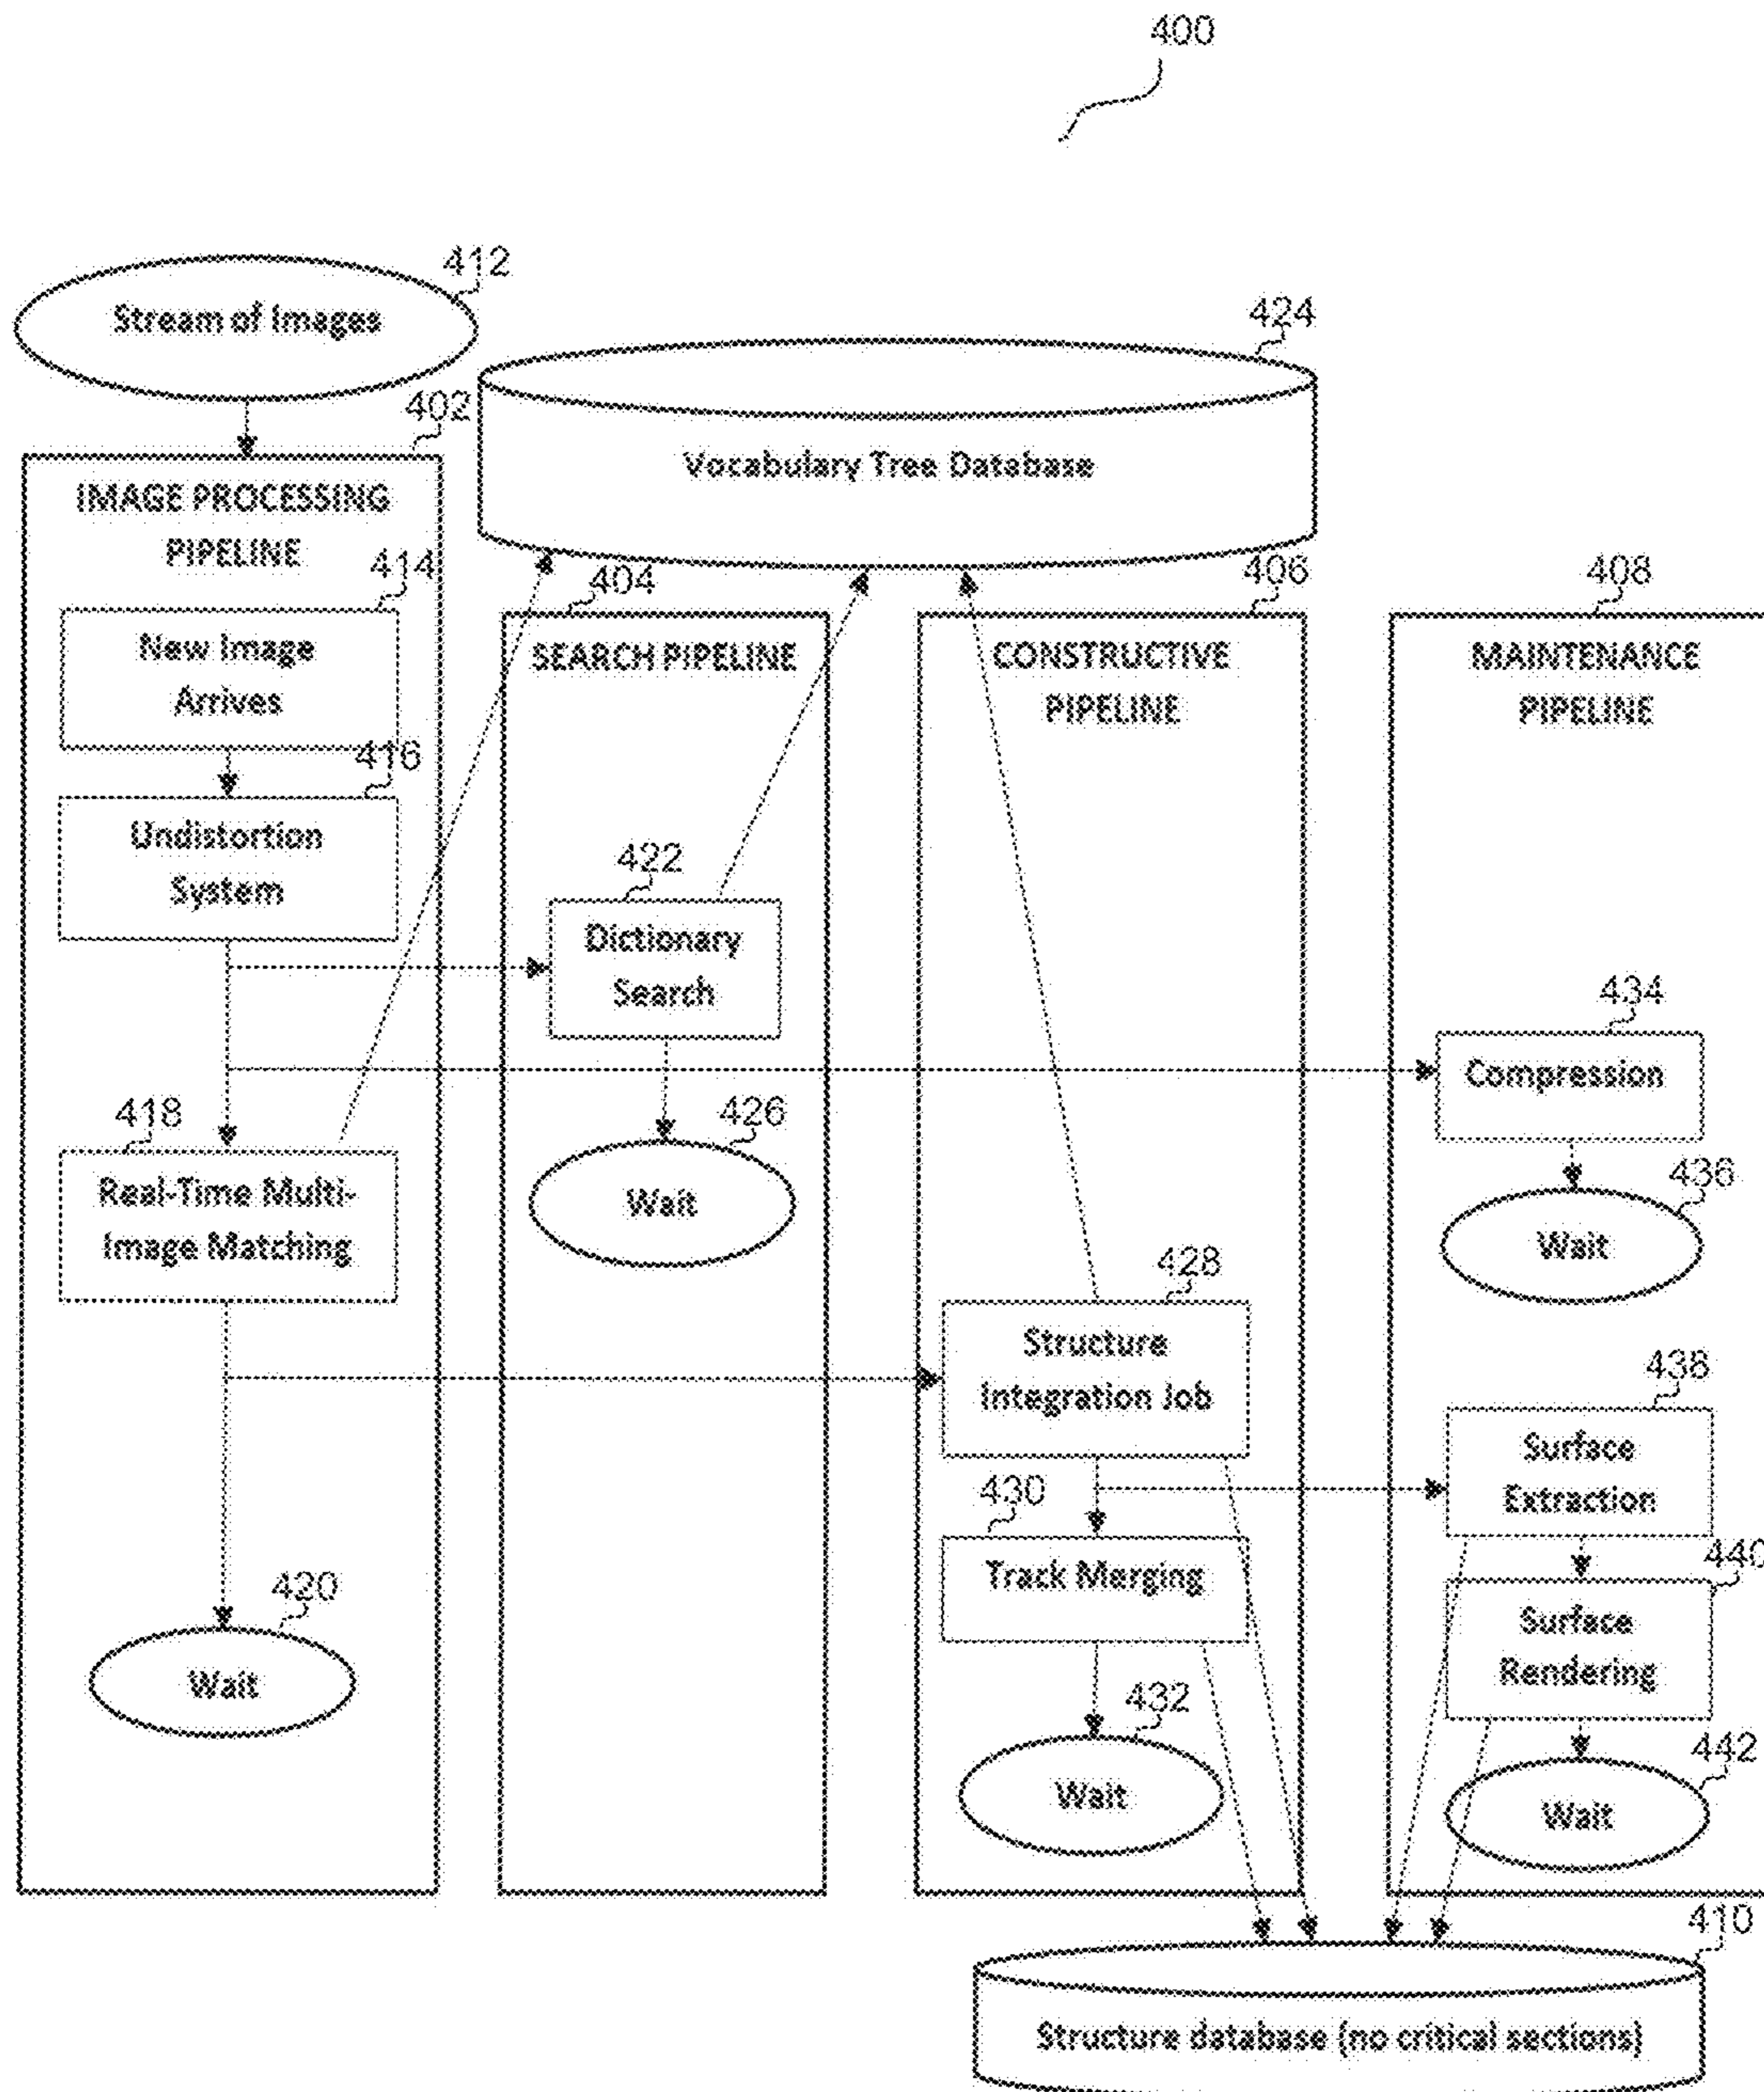 400
412
Stream of Images
424
402
Vocabulary Tree Database
IMAGE PROCESSING
PIPELINE
414
404
406
408
New Image
Arrives
SEARCH PIPELINE
CONSTRUCTIVE
PIPELINE
MAINTENANCE
PIPELINE
416
Undistortion
System
422
Dictionary
Search
434
Compression
418
Real-Time Multi-
Image Matching
426
Wait
436
Wait
428
Structure
Integration Job
438
Surface
Extraction
430
Track Merging
440
Surface
Rendering
420
Wait
432
Wait
442
Wait
410
Structure database (no critical sections)